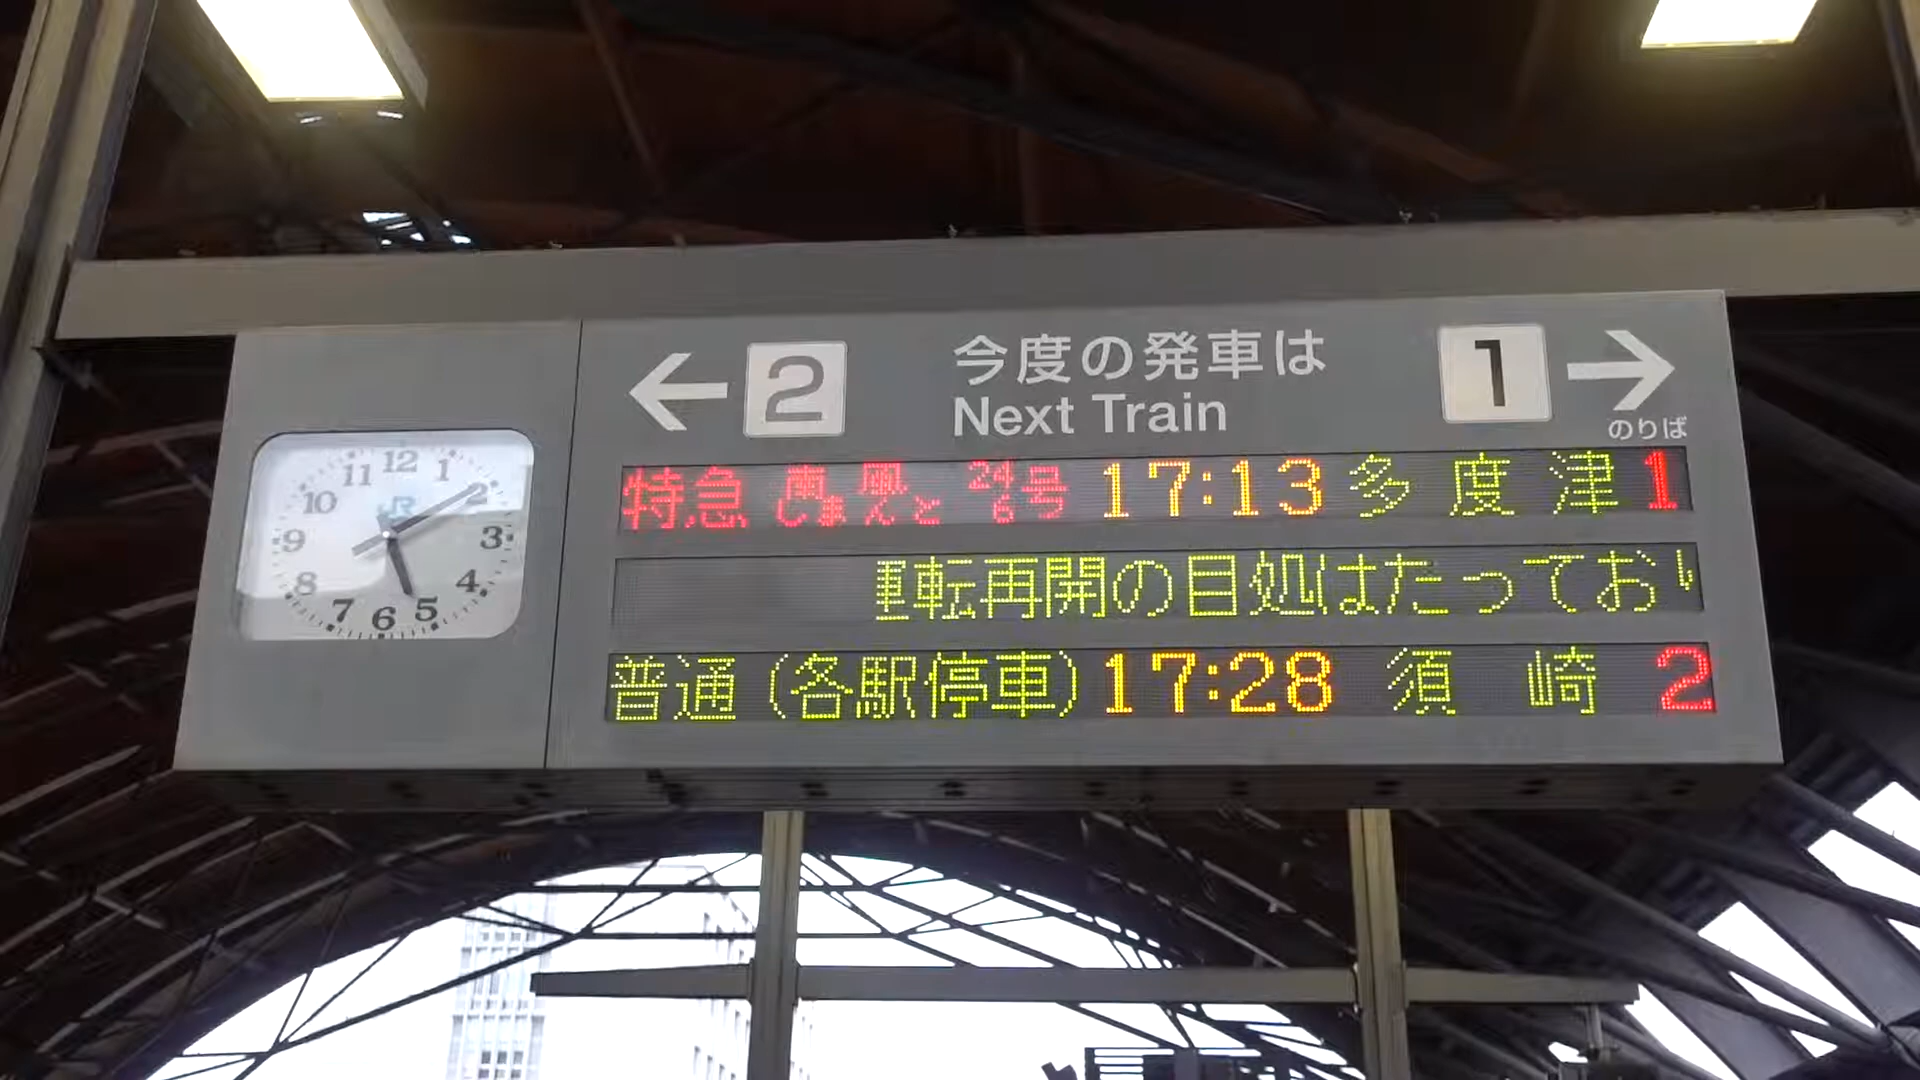 ← 2 今度の発車は 1 →
Next Train
のりば
特急 南風 24号 17:13 多度津 1
しまんと 6
運転再開の目処はたってお
普通 (各駅停車) 17:28 須崎 2
11 12 1
10 JR 2
9 3
8 4
7 6 5